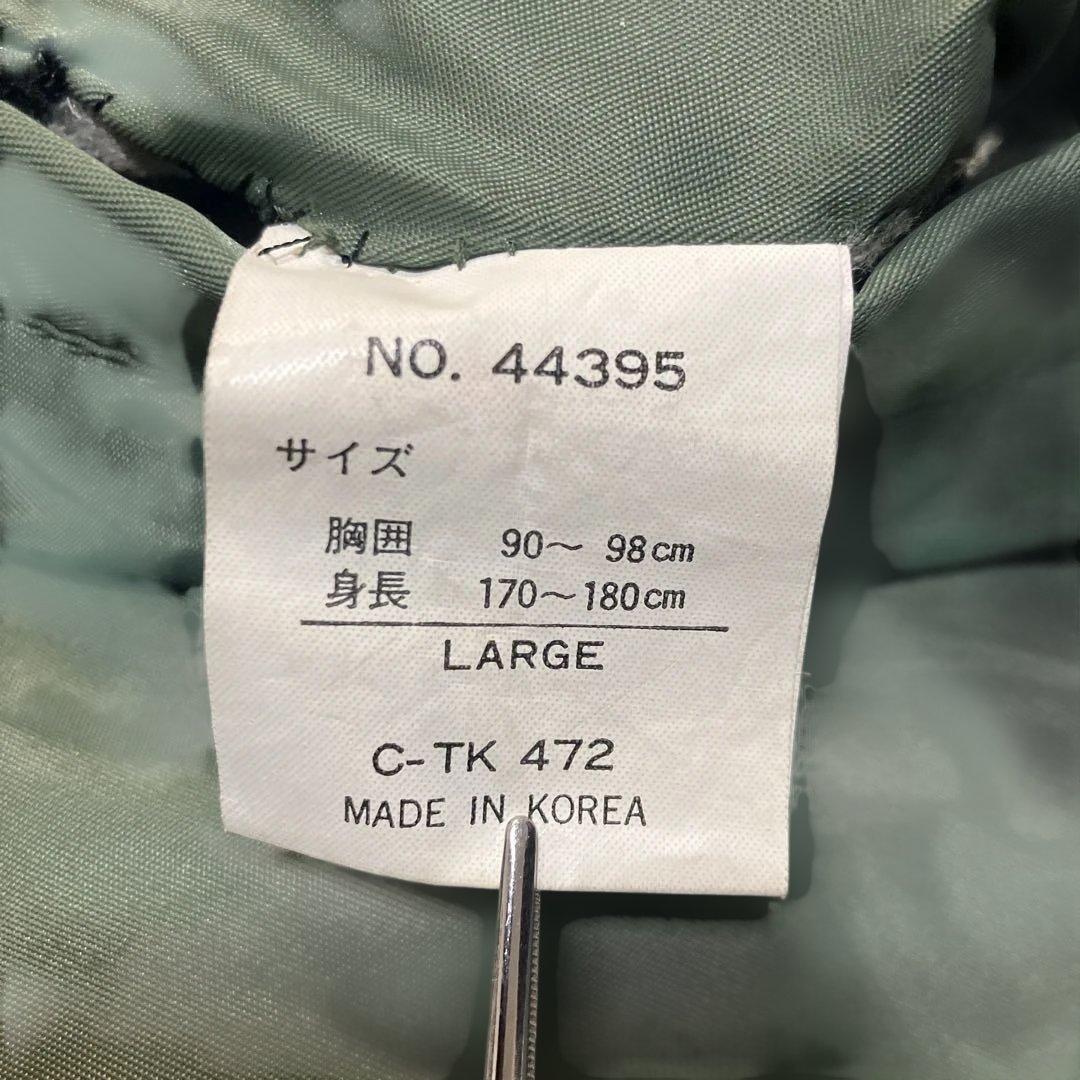 NO. 44395
サイズ
胸囲 90〜 98cm
身長 170〜180cm
LARGE
C-TK 472
MADE IN KOREA